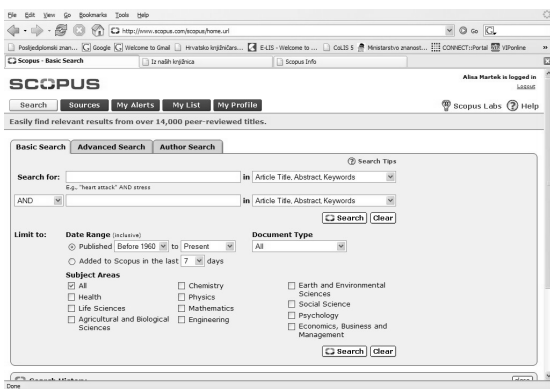 File Edit View Go Bookmarks Tools Help
http://www.scopus.com/scopus/home.url Go
Poslijediplomski znan... Google Welcome to Gmail Hrvatsko knjižničars... E-LIS - Welcome to ... CoLIS 5 Ministarstvo znanost... CONNECT::Portal VIPonline »
Scopus - Basic Search Iz naših knjižnica Scopus Info
Alisa Martek is logged in
Logout
SCOPUS
Search Sources My Alerts My List My Profile Scopus Labs Help
Easily find relevant results from over 14,000 peer-reviewed titles.
Basic Search Advanced Search Author Search
Search Tips
Search for: in Article Title, Abstract, Keywords
E.g., "heart attack" AND stress
AND in Article Title, Abstract, Keywords
Search Clear
Limit to: Date Range (inclusive) Document Type
Published Before 1960 to Present All
Added to Scopus in the last 7 days
Subject Areas
All Chemistry Earth and Environmental
Sciences
Health Physics Social Science
Life Sciences Mathematics Psychology
Agricultural and Biological Engineering Economics, Business and
Sciences Management
Search Clear
Search History close
Done